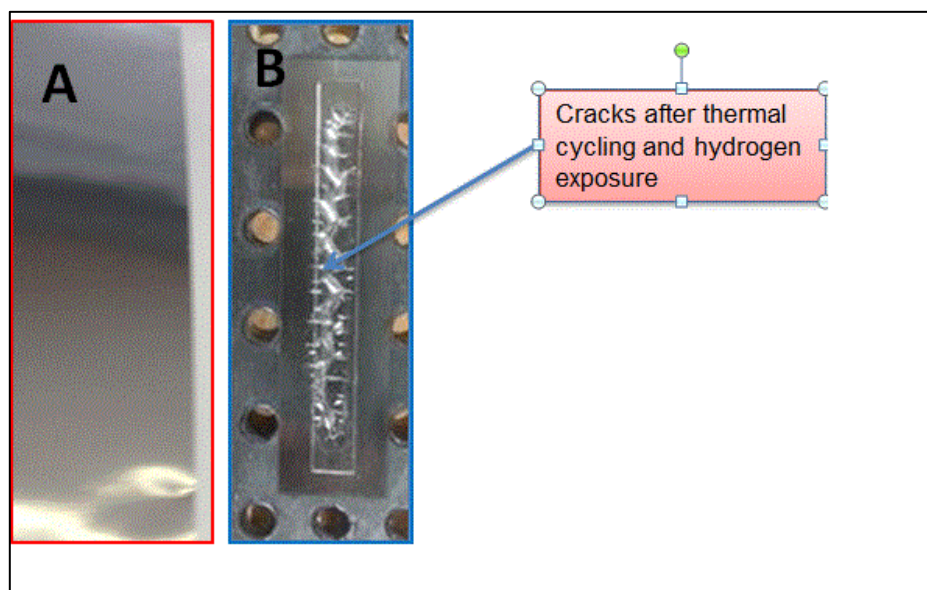 A
B
Cracks after thermal
cycling and hydrogen
exposure